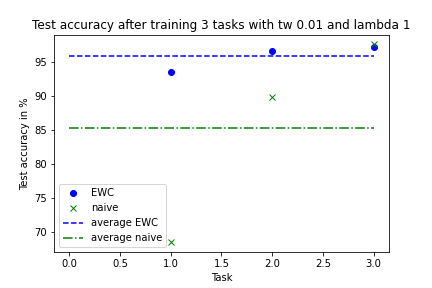 Test accuracy after training 3 tasks with tw 0.01 and lambda 1
Test accuracy in %
95
90
85
80
75
70
EWC
naive
average EWC
average naive
0.0 0.5 1.0 1.5 2.0 2.5 3.0
Task